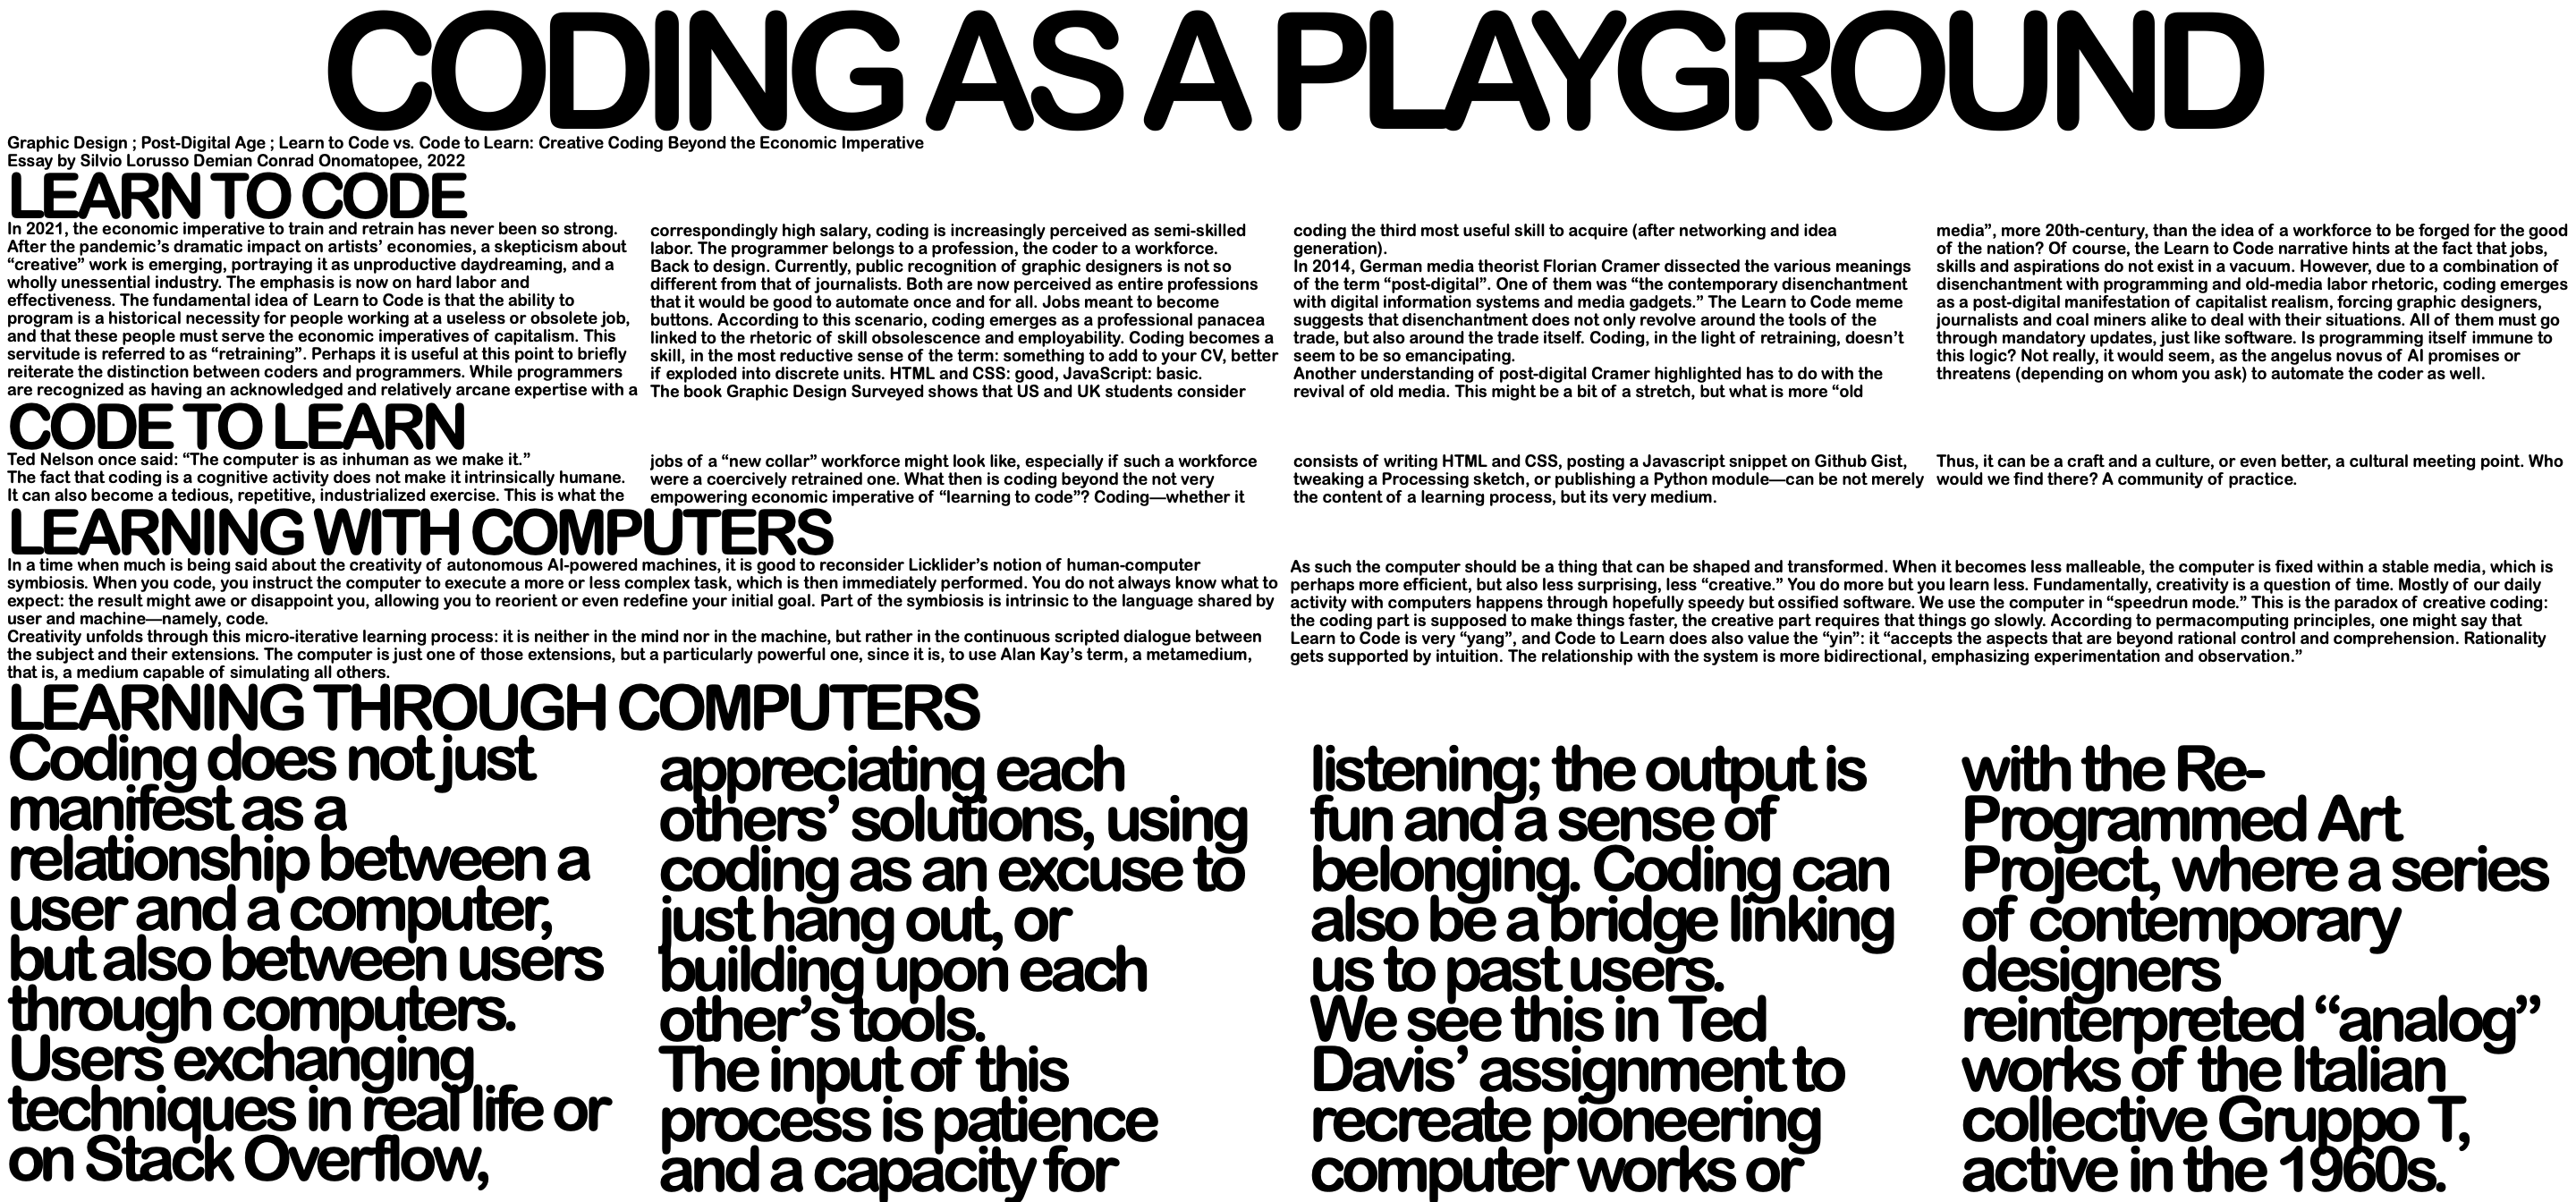 CODING AS A PLAYGROUND
Graphic Design ; Post-Digital Age ; Learn to Code vs. Code to Learn: Creative Coding Beyond the Economic Imperative
Essay by Silvio Lorusso Demian Conrad Onomatopee, 2022
LEARN TO CODE
In 2021, the economic imperative to train and retrain has never been so strong.
After the pandemic’s dramatic impact on artists’ economies, a skepticism about
“creative” work is emerging, portraying it as unproductive daydreaming, and a
wholly unessential industry. The emphasis is now on hard labor and
effectiveness. The fundamental idea of Learn to Code is that the ability to
program is a historical necessity for people working at a useless or obsolete job,
and that these people must serve the economic imperatives of capitalism. This
servitude is referred to as “retraining”. Perhaps it is useful at this point to briefly
reiterate the distinction between coders and programmers. While programmers
are recognized as having an acknowledged and relatively arcane expertise with a
correspondingly high salary, coding is increasingly perceived as semi-skilled
labor. The programmer belongs to a profession, the coder to a workforce.
Back to design. Currently, public recognition of graphic designers is not so
different from that of journalists. Both are now perceived as entire professions
that it would be good to automate once and for all. Jobs meant to become
buttons. According to this scenario, coding emerges as a professional panacea
linked to the rhetoric of skill obsolescence and employability. Coding becomes a
skill, in the most reductive sense of the term: something to add to your CV, better
if exploded into discrete units. HTML and CSS: good, JavaScript: basic.
The book Graphic Design Surveyed shows that US and UK students consider
coding the third most useful skill to acquire (after networking and idea
generation).
In 2014, German media theorist Florian Cramer dissected the various meanings
of the term “post-digital”. One of them was “the contemporary disenchantment
with digital information systems and media gadgets.” The Learn to Code meme
suggests that disenchantment does not only revolve around the tools of the
trade, but also around the trade itself. Coding, in the light of retraining, doesn’t
seem to be so emancipating.
Another understanding of post-digital Cramer highlighted has to do with the
revival of old media. This might be a bit of a stretch, but what is more “old
media”, more 20th-century, than the idea of a workforce to be forged for the good
of the nation? Of course, the Learn to Code narrative hints at the fact that jobs,
skills and aspirations do not exist in a vacuum. However, due to a combination of
disenchantment with programming and old-media labor rhetoric, coding emerges
as a post-digital manifestation of capitalist realism, forcing graphic designers,
journalists and coal miners alike to deal with their situations. All of them must go
through mandatory updates, just like software. Is programming itself immune to
this logic? Not really, it would seem, as the angelus novus of AI promises or
threatens (depending on whom you ask) to automate the coder as well.
CODE TO LEARN
Ted Nelson once said: “The computer is as inhuman as we make it.”
The fact that coding is a cognitive activity does not make it intrinsically humane.
It can also become a tedious, repetitive, industrialized exercise. This is what the
jobs of a “new collar” workforce might look like, especially if such a workforce
were a coercively retrained one. What then is coding beyond the not very
empowering economic imperative of “learning to code”? Coding—whether it
consists of writing HTML and CSS, posting a Javascript snippet on Github Gist,
tweaking a Processing sketch, or publishing a Python module—can be not merely
the content of a learning process, but its very medium.
Thus, it can be a craft and a culture, or even better, a cultural meeting point. Who
would we find there? A community of practice.
LEARNING WITH COMPUTERS
In a time when much is being said about the creativity of autonomous AI-powered machines, it is good to reconsider Licklider’s notion of human-computer
symbiosis. When you code, you instruct the computer to execute a more or less complex task, which is then immediately performed. You do not always know what to
expect: the result might awe or disappoint you, allowing you to reorient or even redefine your initial goal. Part of the symbiosis is intrinsic to the language shared by
user and machine—namely, code.
Creativity unfolds through this micro-iterative learning process: it is neither in the mind nor in the machine, but rather in the continuous scripted dialogue between
the subject and their extensions. The computer is just one of those extensions, but a particularly powerful one, since it is, to use Alan Kay’s term, a metamedium,
that is, a medium capable of simulating all others.
As such the computer should be a thing that can be shaped and transformed. When it becomes less malleable, the computer is fixed within a stable media, which is
perhaps more efficient, but also less surprising, less “creative.” You do more but you learn less. Fundamentally, creativity is a question of time. Mostly of our daily
activity with computers happens through hopefully speedy but ossified software. We use the computer in “speedrun mode.” This is the paradox of creative coding:
the coding part is supposed to make things faster, the creative part requires that things go slowly. According to permacomputing principles, one might say that
Learn to Code is very “yang”, and Code to Learn does also value the “yin”: it “accepts the aspects that are beyond rational control and comprehension. Rationality
gets supported by intuition. The relationship with the system is more bidirectional, emphasizing experimentation and observation.”
LEARNING THROUGH COMPUTERS
Coding does not just
manifest as a
relationship between a
user and a computer,
but also between users
through computers.
Users exchanging
techniques in real life or
on Stack Overflow,
appreciating each
others’ solutions, using
coding as an excuse to
just hang out, or
building upon each
other’s tools.
The input of this
process is patience
and a capacity for
listening; the output is
fun and a sense of
belonging. Coding can
also be a bridge linking
us to past users.
We see this in Ted
Davis’ assignment to
recreate pioneering
computer works or
with the Re-
Programmed Art
Project, where a series
of contemporary
designers
reinterpreted “analog”
works of the Italian
collective Gruppo T,
active in the 1960s.